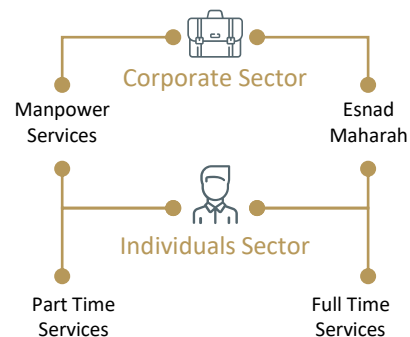 Corporate Sector
Manpower
Services
Esnad
Maharah
Individuals Sector
Part Time
Services
Full Time
Services